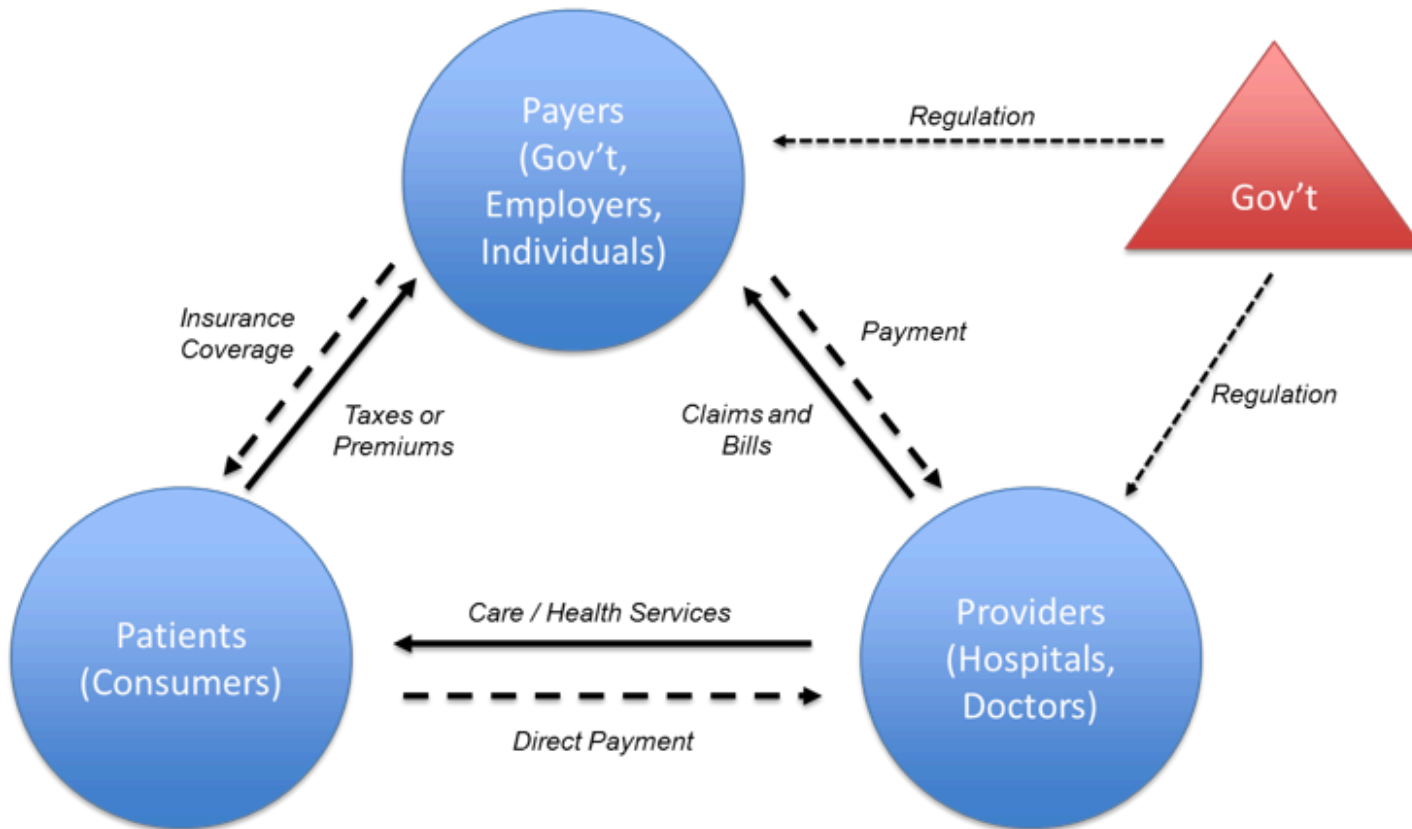 Payers
(Gov’t,
Employers,
Individuals)
Regulation
Gov’t
Insurance
Coverage
Payment
Taxes or
Premiums
Claims and
Bills
Regulation
Patients
(Consumers)
Care / Health Services
Direct Payment
Providers
(Hospitals,
Doctors)